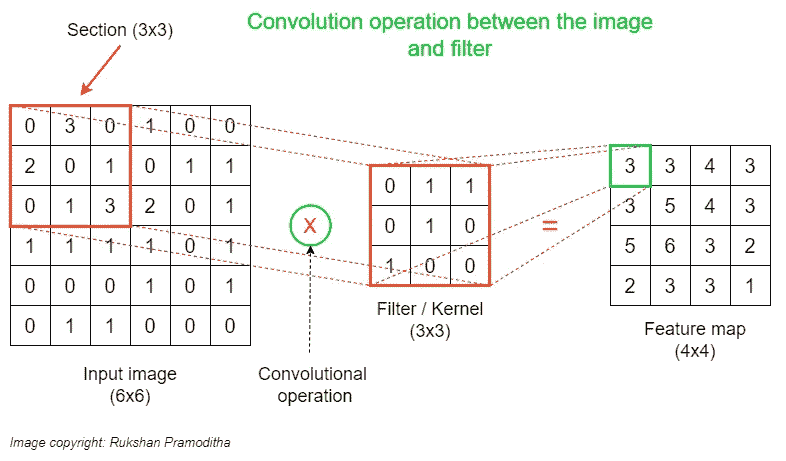 Convolution operation between the image
and filter
Section (3x3)
0 3 0 1 0 0
2 0 1 0 1 1
0 1 3 2 0 1
1 1 1 1 0 1
0 0 0 1 0 1
0 1 1 0 0 0
Input image
(6x6)
X
Convolutional
operation
0 1 1
0 1 0
1 0 0
Filter / Kernel
(3x3)
=
3 3 4 3
3 5 4 3
5 6 3 2
2 3 3 1
Feature map
(4x4)
Image copyright: Rukshan Pramoditha